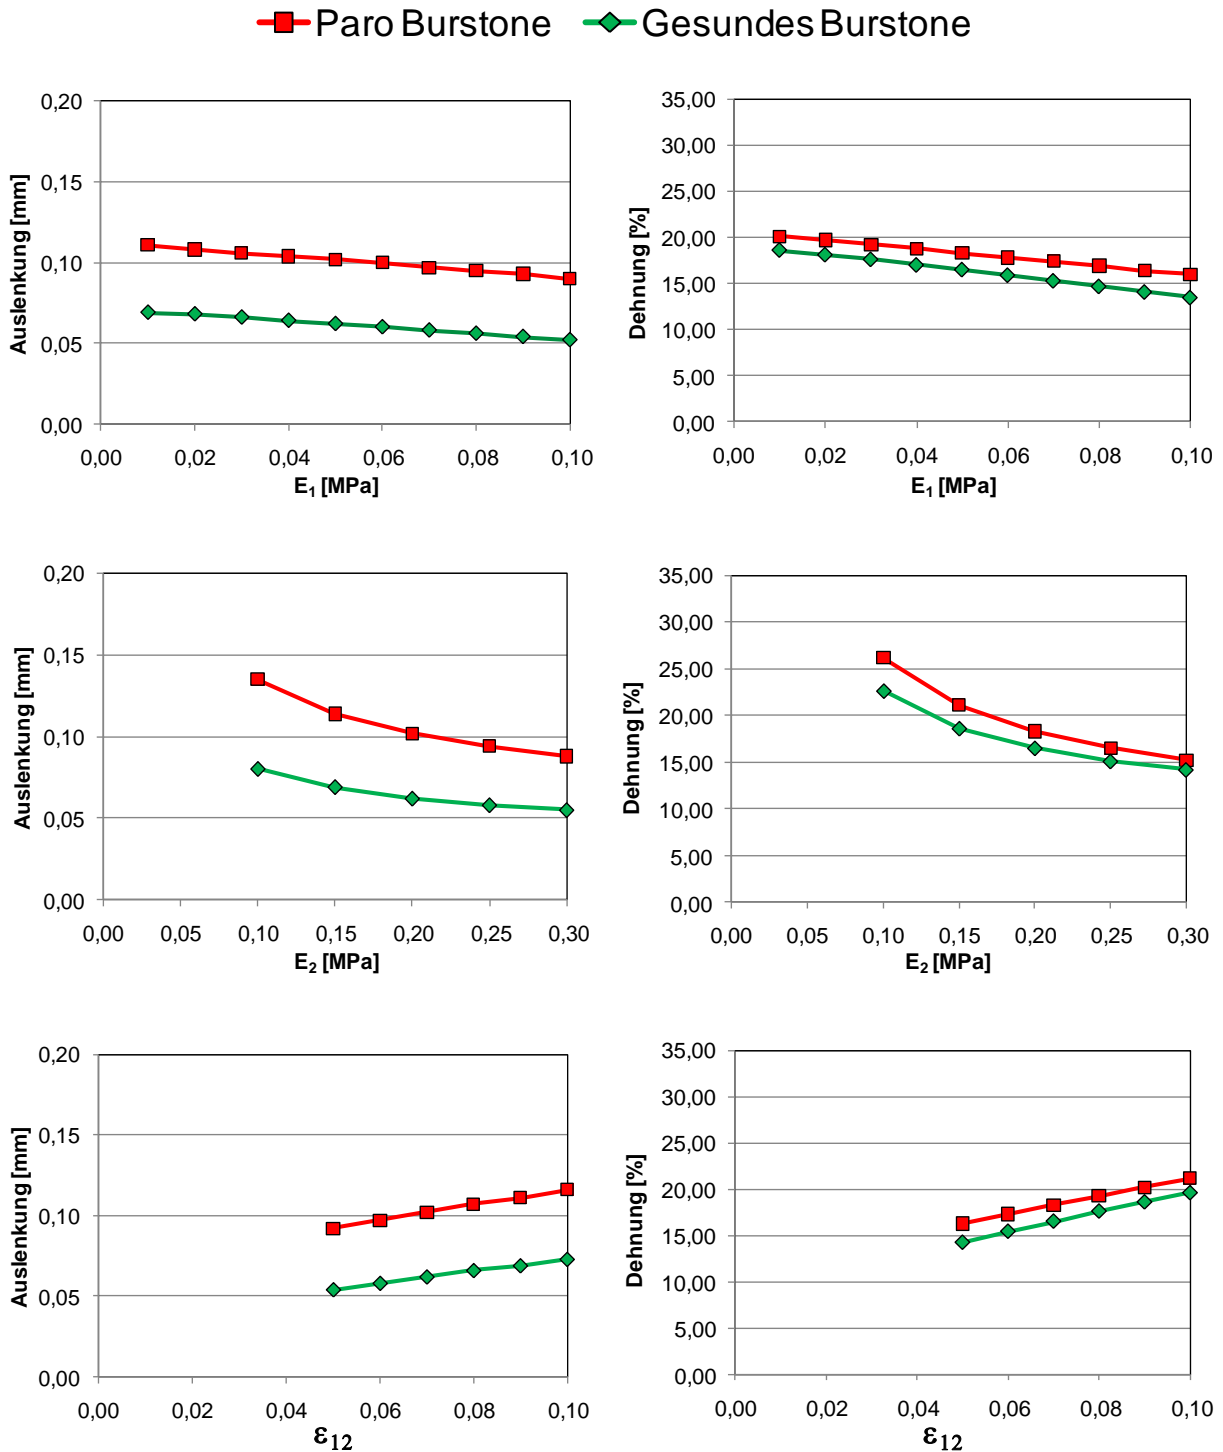 Paro Burstone Gesundes Burstone
0,20
0,15
0,10
0,05
0,00
Auslenkung [mm]
0,00 0,02 0,04 0,06 0,08 0,10
E₁ [MPa]
35,00
30,00
25,00
20,00
15,00
10,00
5,00
0,00
Dehnung [%]
0,00 0,02 0,04 0,06 0,08 0,10
E₁ [MPa]
0,20
0,15
0,10
0,05
0,00
Auslenkung [mm]
0,00 0,05 0,10 0,15 0,20 0,25 0,30
E₂ [MPa]
35,00
30,00
25,00
20,00
15,00
10,00
5,00
0,00
Dehnung [%]
0,00 0,05 0,10 0,15 0,20 0,25 0,30
E₂ [MPa]
0,20
0,15
0,10
0,05
0,00
Auslenkung [mm]
0,00 0,02 0,04 0,06 0,08 0,10
ε₁₂
35,00
30,00
25,00
20,00
15,00
10,00
5,00
0,00
Dehnung [%]
0,00 0,02 0,04 0,06 0,08 0,10
ε₁₂